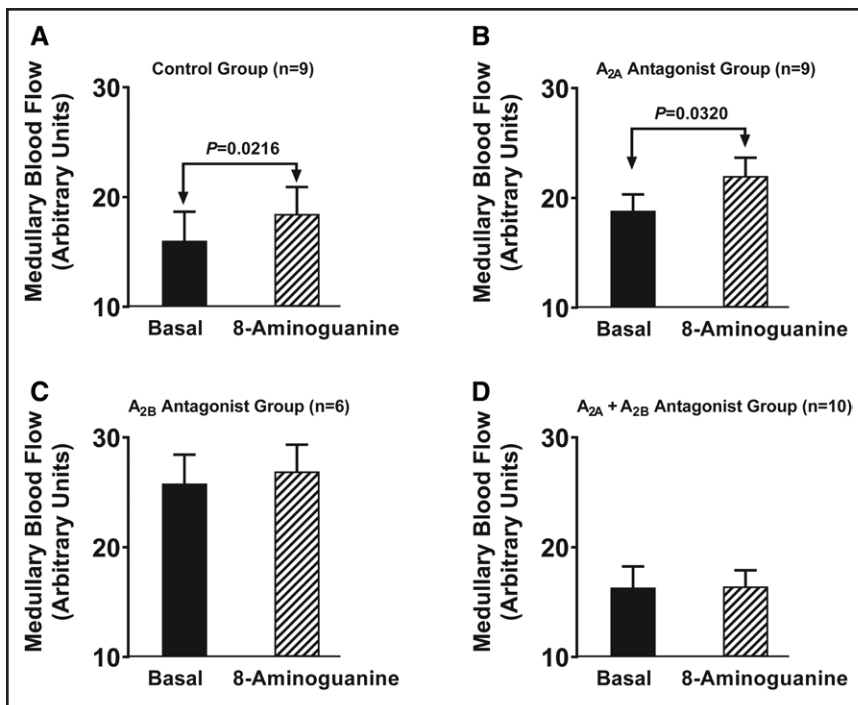 A
Control Group (n=9)
Medullary Blood Flow
(Arbitrary Units)
30
20
10
P=0.0216
Basal 8-Aminoguanine
B
A2A Antagonist Group (n=9)
Medullary Blood Flow
(Arbitrary Units)
30
20
10
P=0.0320
Basal 8-Aminoguanine
C
A2B Antagonist Group (n=6)
Medullary Blood Flow
(Arbitrary Units)
30
20
10
Basal 8-Aminoguanine
D
A2A + A2B Antagonist Group (n=10)
Medullary Blood Flow
(Arbitrary Units)
30
20
10
Basal 8-Aminoguanine